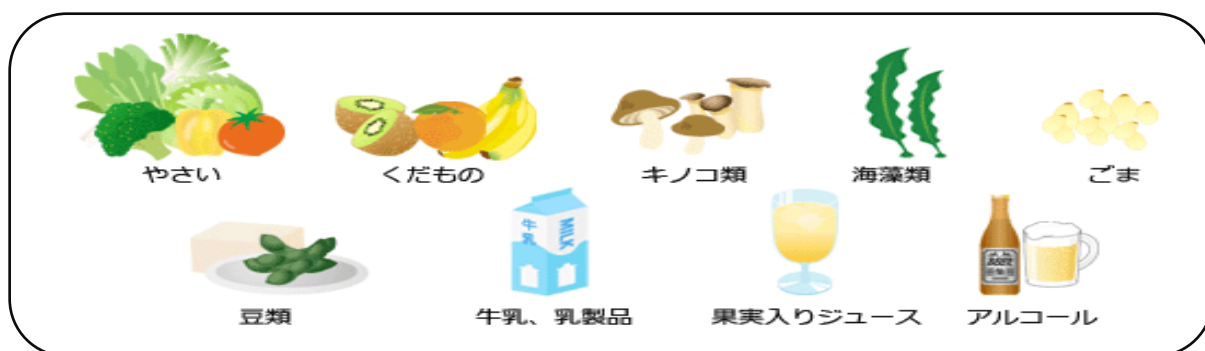 やさい
くだもの
キノコ類
海藻類
ごま
牛乳
MILK
BEER
豆類
牛乳、乳製品
果実入りジュース
アルコール